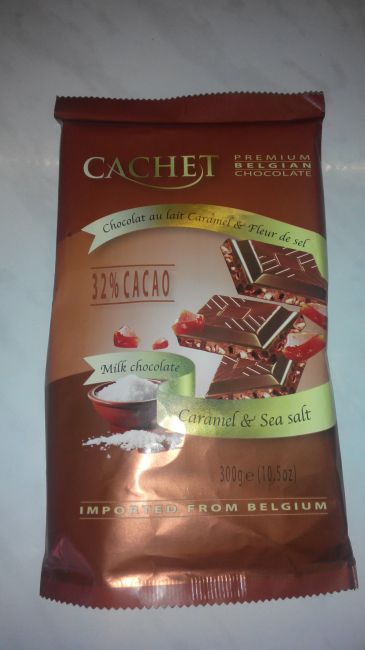 CACHET
PREMIUM
BELGIAN
CHOCOLATE
Chocolat au lait Caramel & Fleur de sel
32% CACAO
Milk chocolate
Caramel & Sea salt
300g e (10,5oz)
IMPORTED FROM BELGIUM